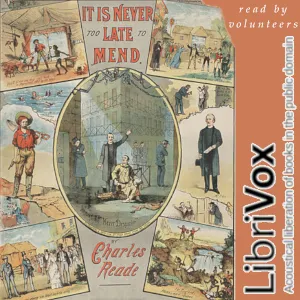 IT IS NEVER
TOO LATE TO
MEND.
BY
Charles
Reade
read by
volunteers
LibriVox
Acoustical liberation of books in the public domain